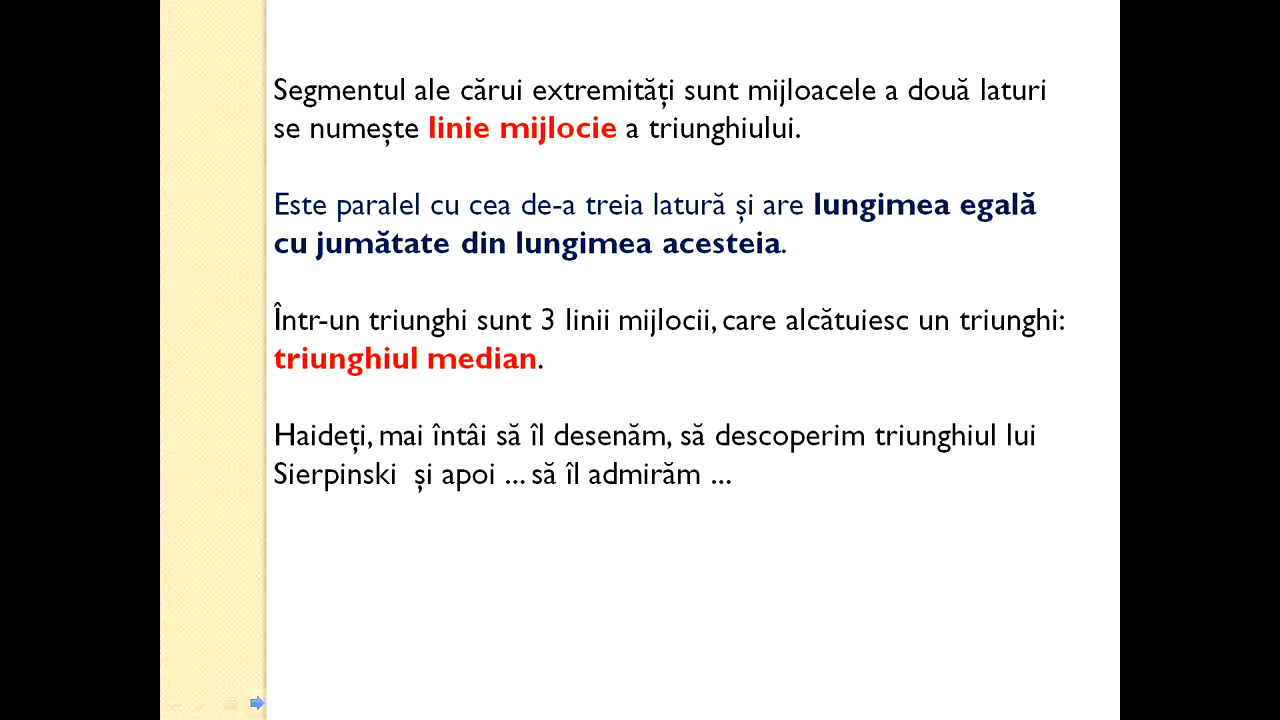 Segmentul ale cărui extremități sunt mijloacele a două laturi
se numește linie mijlocie a triunghiului.
Este paralel cu cea de-a treia latură și are lungimea egală
cu jumătate din lungimea acesteia.
Într-un triunghi sunt 3 linii mijlocii, care alcătuiesc un triunghi:
triunghiul median.
Haideți, mai întâi să îl desenăm, să descoperim triunghiul lui
Sierpinski  și apoi ... să îl admirăm ...